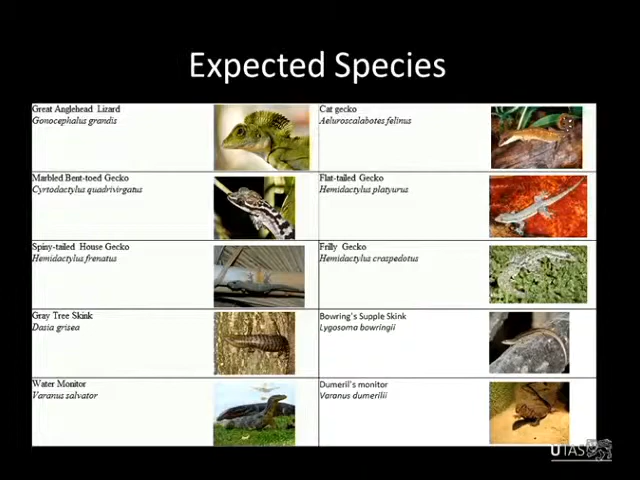 Expected Species
Great Anglehead Lizard
Gonocephalus grandis
Cat gecko
Aeluroscalabotes felinus
Marbled Bent-toed Gecko
Cyrtodactylus quadrivirgatus
Flat-tailed Gecko
Hemidactylus platyurus
Spiny-tailed House Gecko
Hemidactylus frenatus
Frilly Gecko
Hemidactylus craspedotus
Gray Tree Skink
Dasia grisea
Bowring's Supple Skink
Lygosoma bowringii
Water Monitor
Varanus salvator
Dumeril's monitor
Varanus dumerilii
UTAS